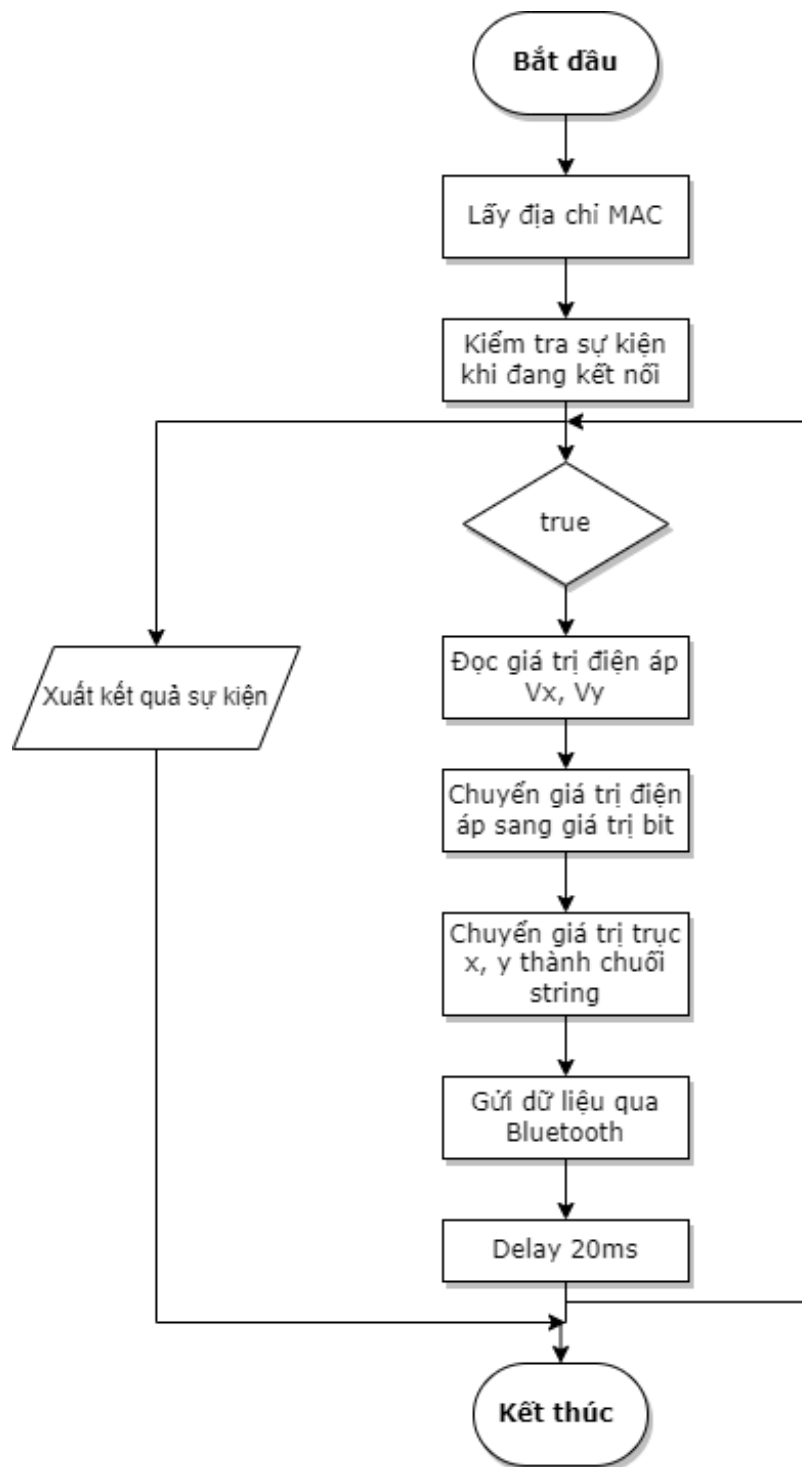 Bắt đầu
Lấy địa chỉ MAC
Kiểm tra sự kiện
khi đang kết nối
true
Xuất kết quả sự kiện
Đọc giá trị điện áp
Vx, Vy
Chuyển giá trị điện
áp sang giá trị bit
Chuyển giá trị trục
x, y thành chuỗi
string
Gửi dữ liệu qua
Bluetooth
Delay 20ms
Kết thúc